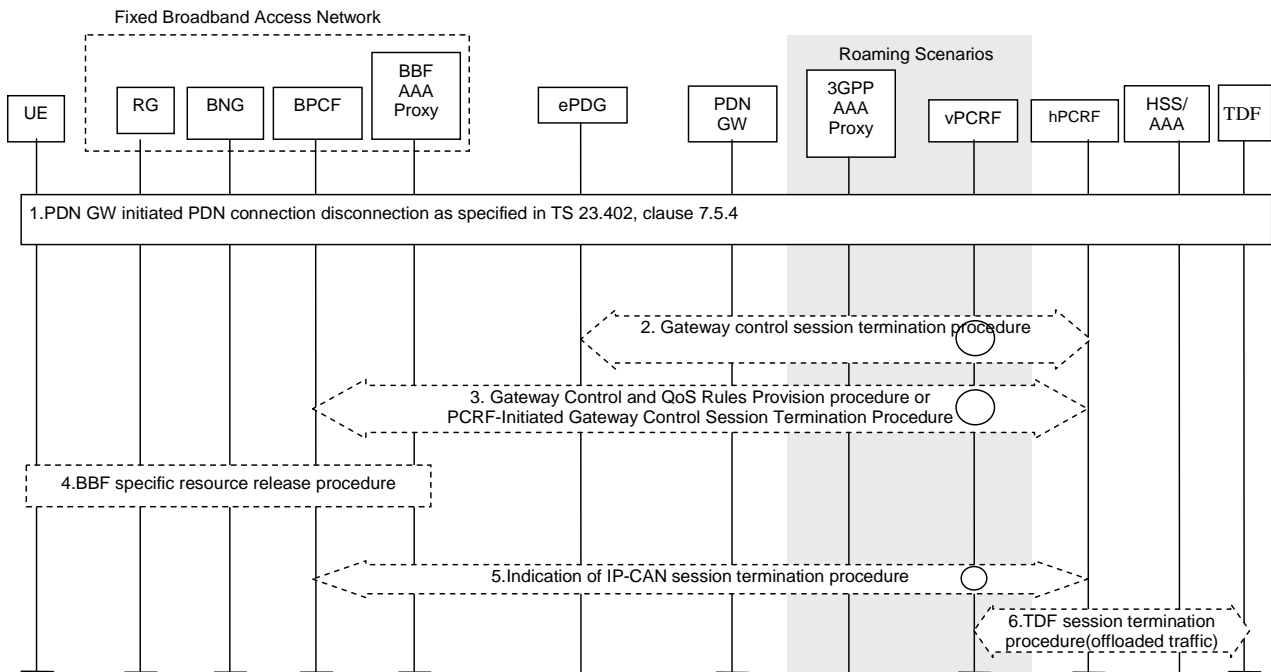 Fixed Broadband Access Network
Roaming Scenarios
UE
RG
BNG
BPCF
BBF
AAA
Proxy
ePDG
PDN
GW
3GPP
AAA
Proxy
vPCRF
hPCRF
HSS/
AAA
TDF
1.PDN GW initiated PDN connection disconnection as specified in TS 23.402, clause 7.5.4
2. Gateway control session termination procedure
3. Gateway Control and QoS Rules Provision procedure or
PCRF-Initiated Gateway Control Session Termination Procedure
4.BBF specific resource release procedure
5.Indication of IP-CAN session termination procedure
6.TDF session termination
procedure(offloaded traffic)